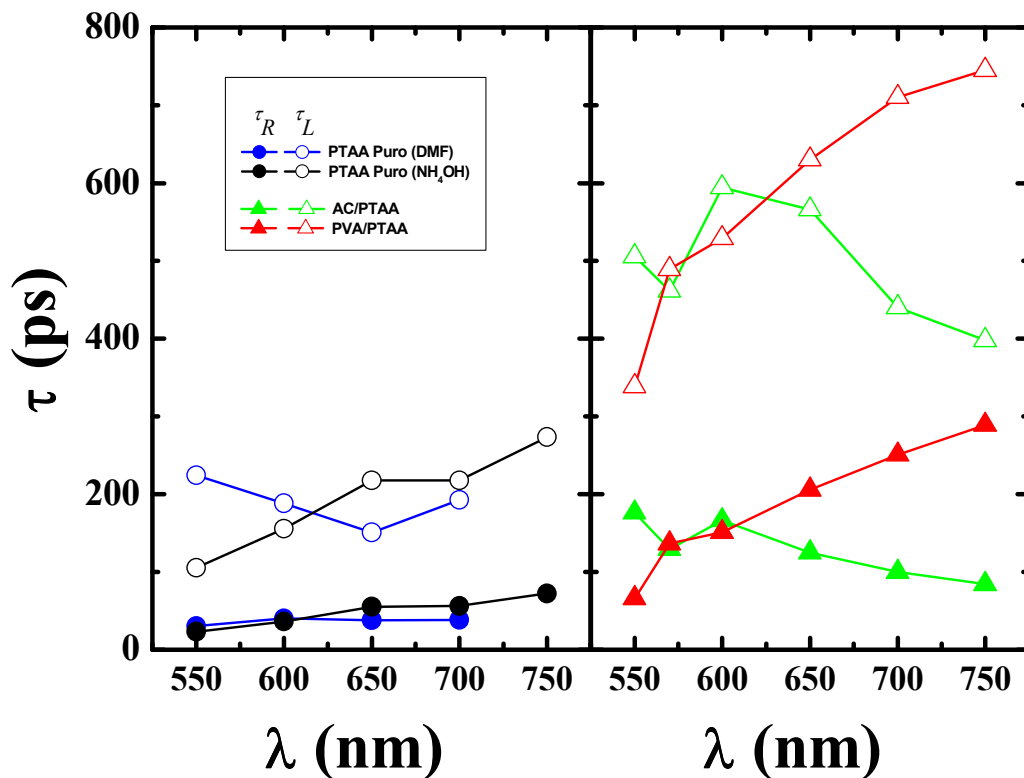 800
600
400
200
0
τ (ps)
τR τL
PTAA Puro (DMF)
PTAA Puro (NH4OH)
AC/PTAA
PVA/PTAA
550 600 650 700 750
550 600 650 700 750
λ (nm)
λ (nm)